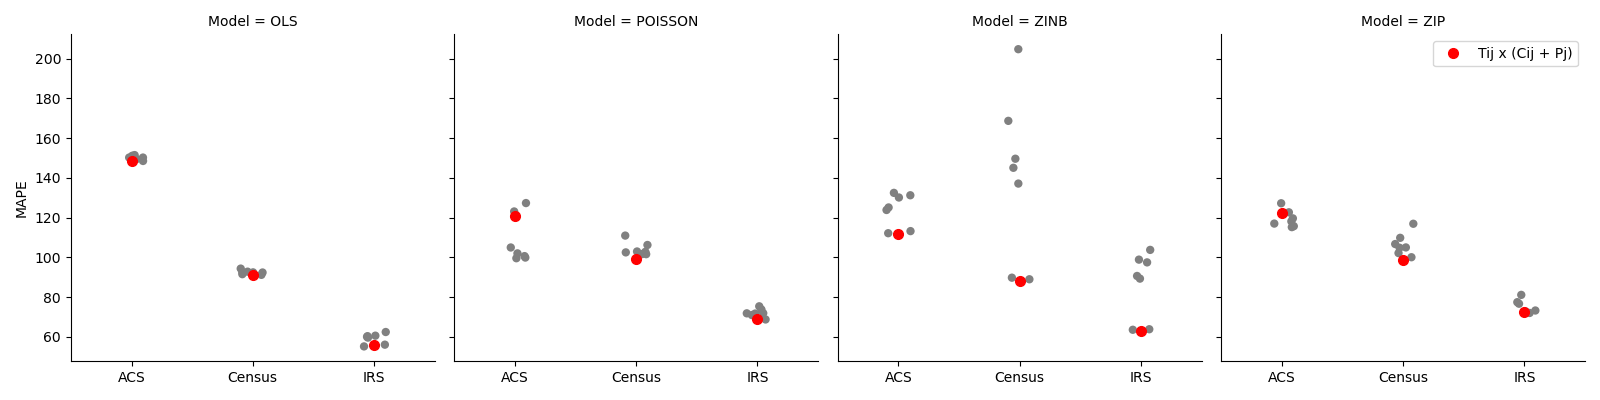 Model = OLS
Model = POISSON
Model = ZINB
Model = ZIP
Tij x (Cij + Pj)
MAPE
200
180
160
140
120
100
80
60
ACS Census IRS
ACS Census IRS
ACS Census IRS
ACS Census IRS